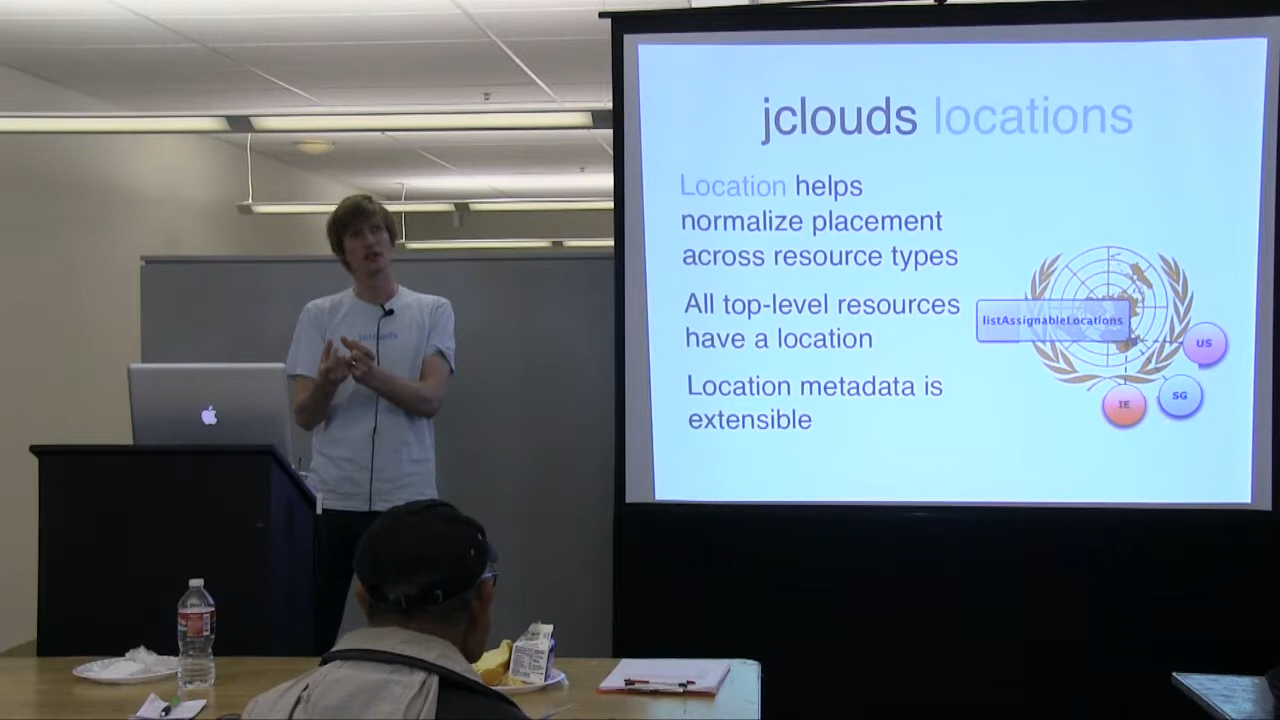 jclouds locations
Location helps
normalize placement
across resource types
All top-level resources
have a location
Location metadata is
extensible
listAssignableLocations
US
SG
IE
jclouds